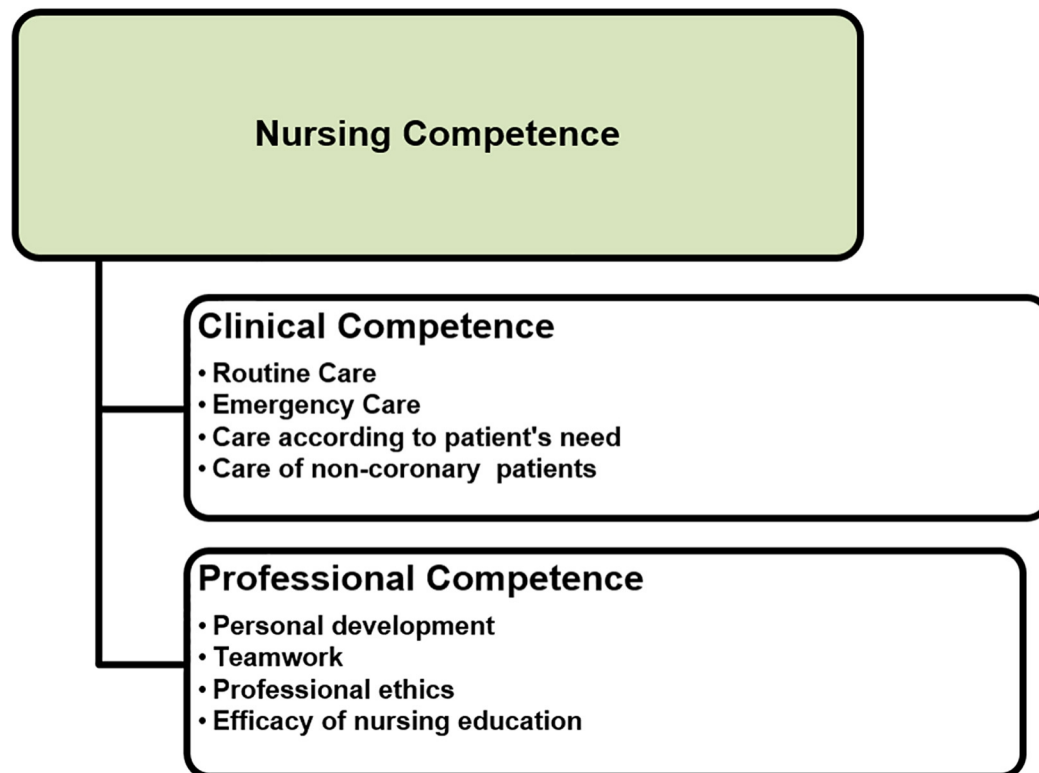 Nursing Competence
Clinical Competence
• Routine Care
• Emergency Care
• Care according to patient's need
• Care of non-coronary  patients
Professional Competence
• Personal development
• Teamwork
• Professional ethics
• Efficacy of nursing education